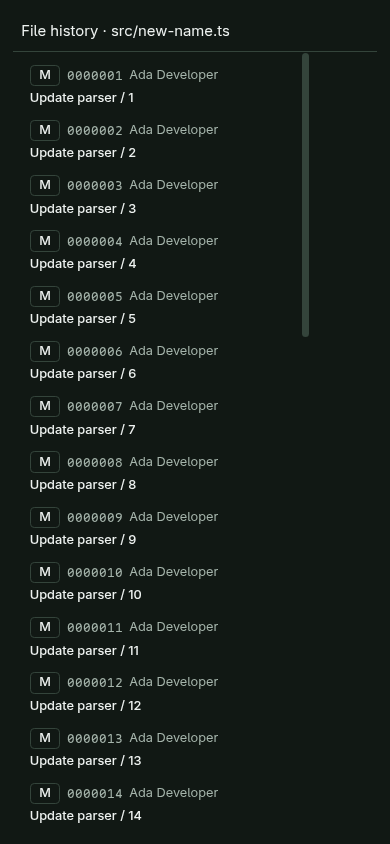 File history · src/new-name.ts
M 0000001 Ada Developer
Update parser / 1
M 0000002 Ada Developer
Update parser / 2
M 0000003 Ada Developer
Update parser / 3
M 0000004 Ada Developer
Update parser / 4
M 0000005 Ada Developer
Update parser / 5
M 0000006 Ada Developer
Update parser / 6
M 0000007 Ada Developer
Update parser / 7
M 0000008 Ada Developer
Update parser / 8
M 0000009 Ada Developer
Update parser / 9
M 0000010 Ada Developer
Update parser / 10
M 0000011 Ada Developer
Update parser / 11
M 0000012 Ada Developer
Update parser / 12
M 0000013 Ada Developer
Update parser / 13
M 0000014 Ada Developer
Update parser / 14